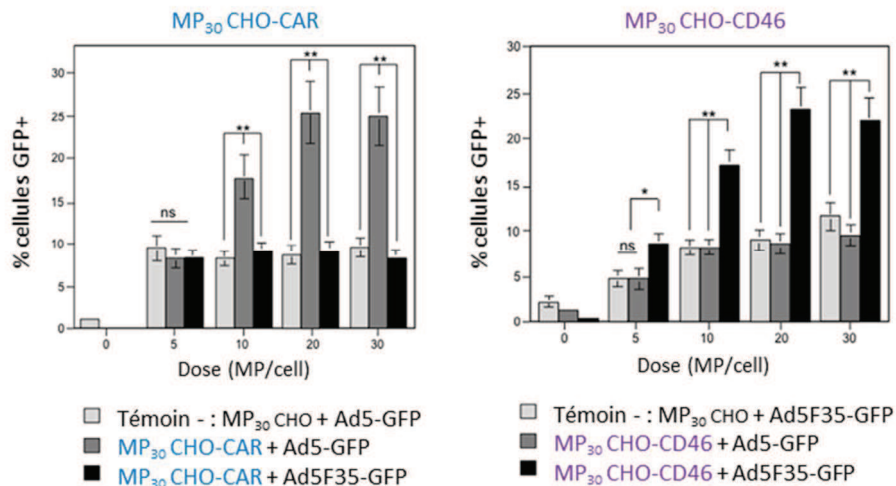 MP30 CHO-CAR
% cellules GFP+
30
25
20
15
10
5
0
ns
**
**
**
0 5 10 20 30
Dose (MP/cell)
Témoin - : MP30 CHO + Ad5-GFP
MP30 CHO-CAR + Ad5-GFP
MP30 CHO-CAR + Ad5F35-GFP
MP30 CHO-CD46
% cellules GFP+
30
25
20
15
10
5
0
ns
*
**
**
**
0 5 10 20 30
Dose (MP/cell)
Témoin - : MP30 CHO + Ad5F35-GFP
MP30 CHO-CD46 + Ad5-GFP
MP30 CHO-CD46 + Ad5F35-GFP